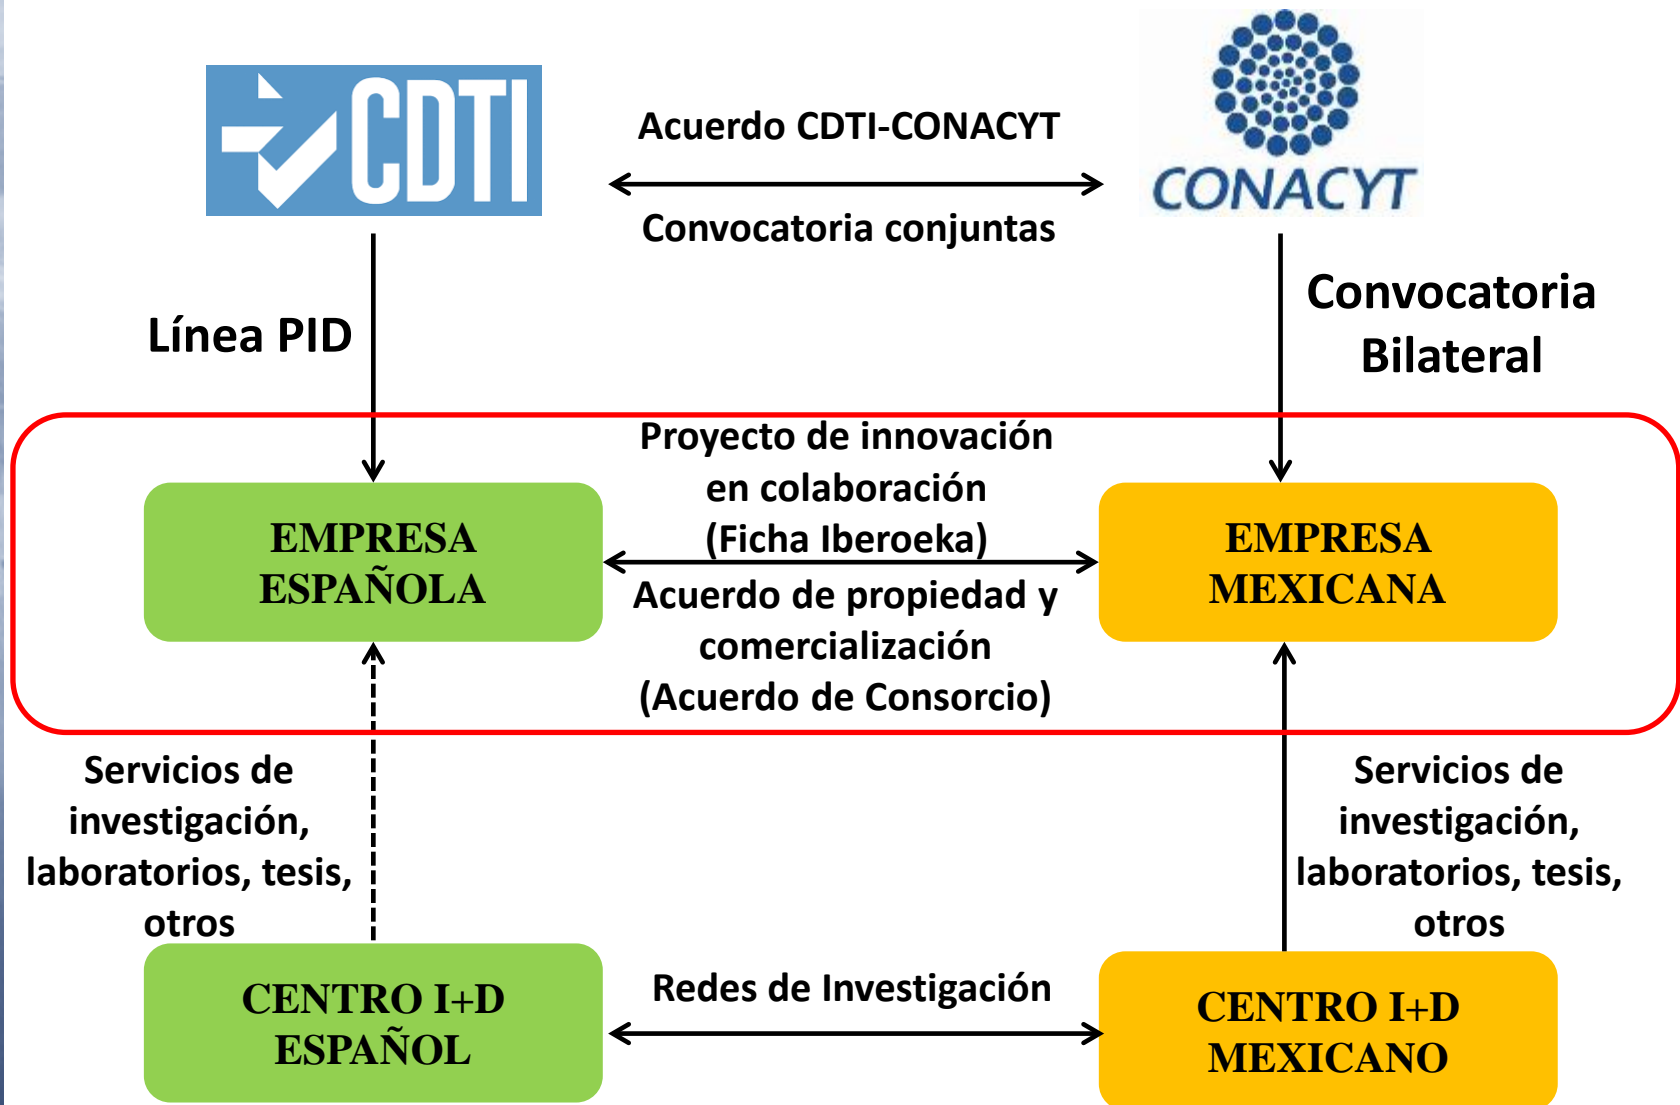 CDTI
Acuerdo CDTI-CONACYT
Convocatoria conjuntas
CONACYT
Línea PID
Convocatoria
Bilateral
Proyecto de innovación
en colaboración
(Ficha Iberoeka)
EMPRESA
ESPAÑOLA
EMPRESA
MEXICANA
Acuerdo de propiedad y
comercialización
(Acuerdo de Consorcio)
Servicios de
investigación,
laboratorios, tesis,
otros
Servicios de
investigación,
laboratorios, tesis,
otros
CENTRO I+D
ESPAÑOL
Redes de Investigación
CENTRO I+D
MEXICANO